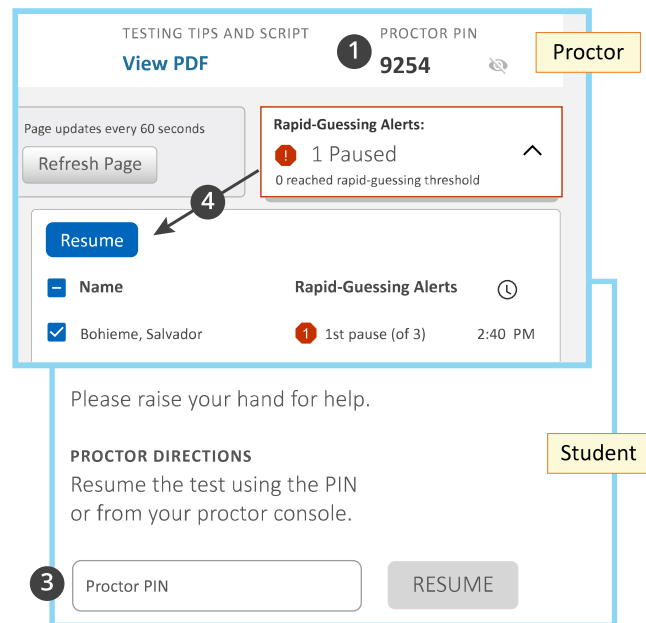 TESTING TIPS AND SCRIPT
View PDF
1
PROCTOR PIN
9254
Proctor
Page updates every 60 seconds
Refresh Page
Rapid-Guessing Alerts:
! 1 Paused
0 reached rapid-guessing threshold
4
Resume
Name Rapid-Guessing Alerts
Bohieme, Salvador 1 1st pause (of 3) 2:40 PM
Please raise your hand for help.
Student
PROCTOR DIRECTIONS
Resume the test using the PIN
or from your proctor console.
3
Proctor PIN
RESUME